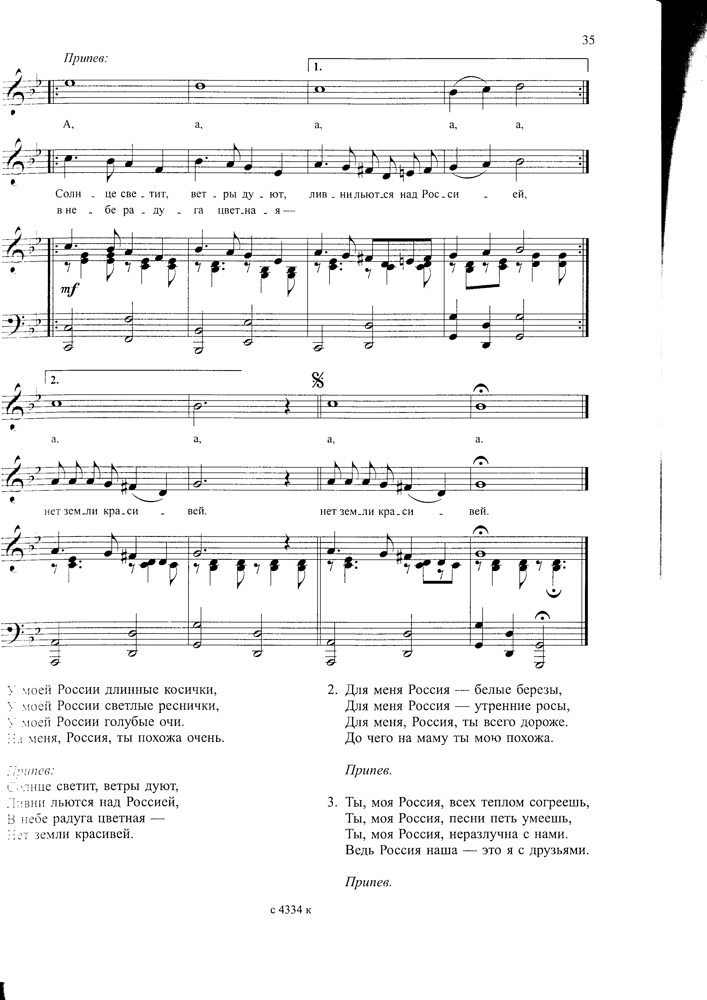 35
Припев:
1.
А, а, а, а, а,
Солн - це све - тит, вет - ры ду - ют, лив - ни льют - ся над Рос - си - ей,
в не - бе ра - ду - га цвет - на - я —
mf
2.
а. а, а, а.
нет зем - ли кра - си - вей. нет зем - ли кра - си - вей.
У моей России длинные косички,
У моей России светлые реснички,
У моей России голубые очи.
На меня, Россия, ты похожа очень.
Припев:
Солнце светит, ветры дуют,
Ливни льются над Россией,
В небе радуга цветная —
Нет земли красивей.
2. Для меня Россия — белые березы,
Для меня Россия — утренние росы,
Для меня, Россия, ты всего дороже.
До чего на маму ты мою похожа.
Припев.
3. Ты, моя Россия, всех теплом согреешь,
Ты, моя Россия, песни петь умеешь,
Ты, моя Россия, неразлучна с нами.
Ведь Россия наша — это я с друзьями.
Припев.
с 4334 к